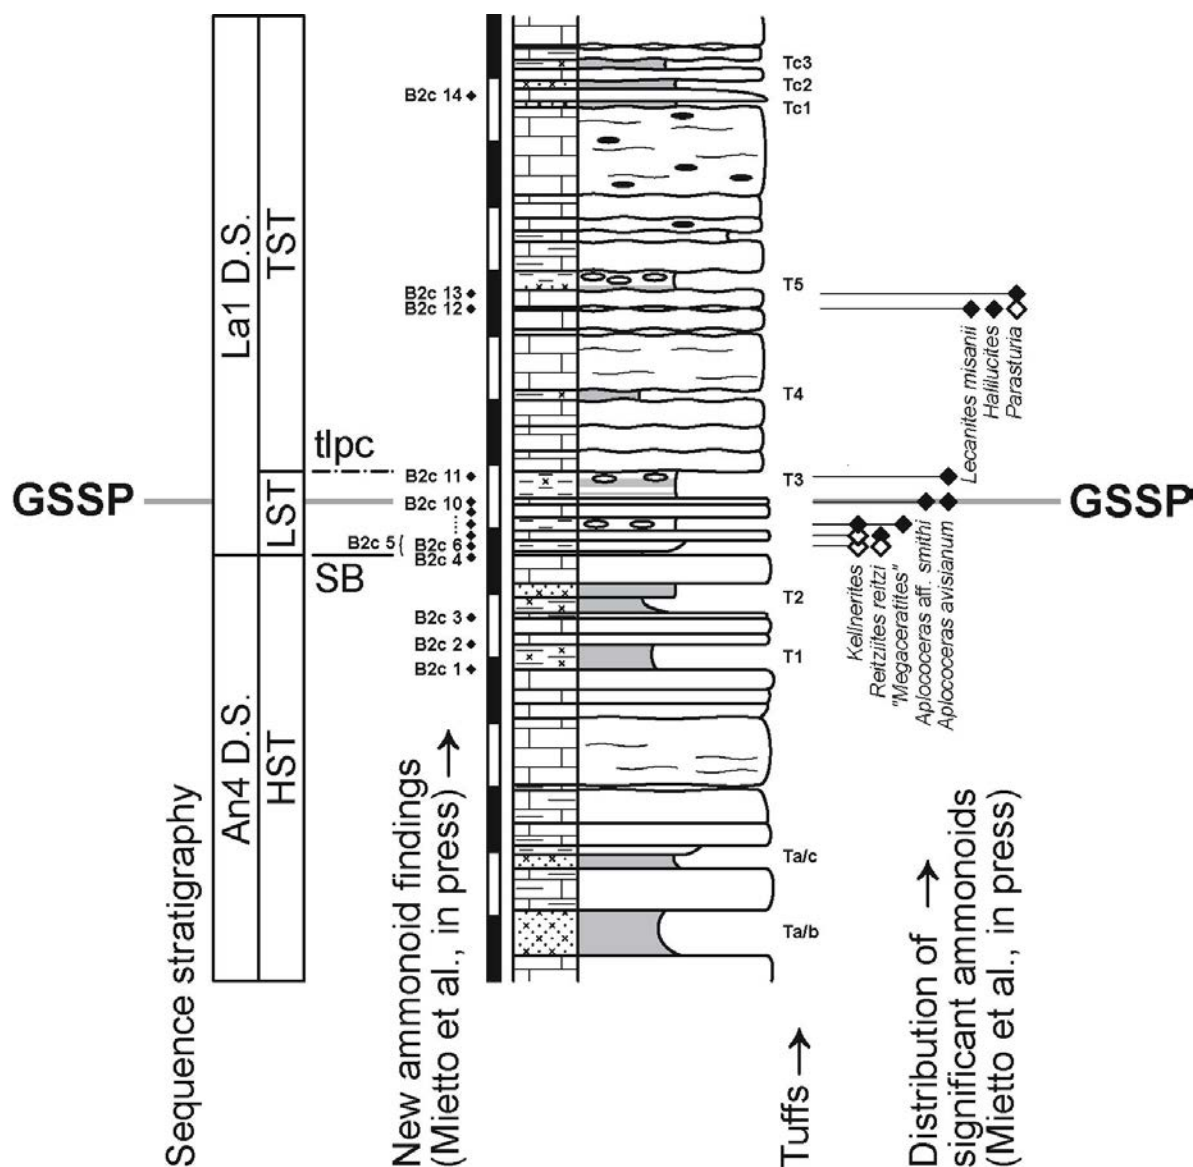 Tc3
Tc2
B2c 14
Tc1
La1 D.S.
TST
T5
B2c 13
B2c 12
Lecanites misanii
Halilucites
Parasturia
T4
tlpc
B2c 11
T3
GSSP
LST
B2c 10
GSSP
B2c 5{
B2c 6
B2c 4
SB
Kellnerites
Reitziites reitzi
"Megaceratites"
Aplococeras aff. smithi
Aplococeras avisianum
T2
B2c 3
B2c 2
T1
B2c 1
An4 D.S.
HST
Ta/c
Ta/b
Sequence stratigraphy
New ammonoid findings
(Mietto et al., in press)
Tuffs
Distribution of
significant ammonoids
(Mietto et al., in press)